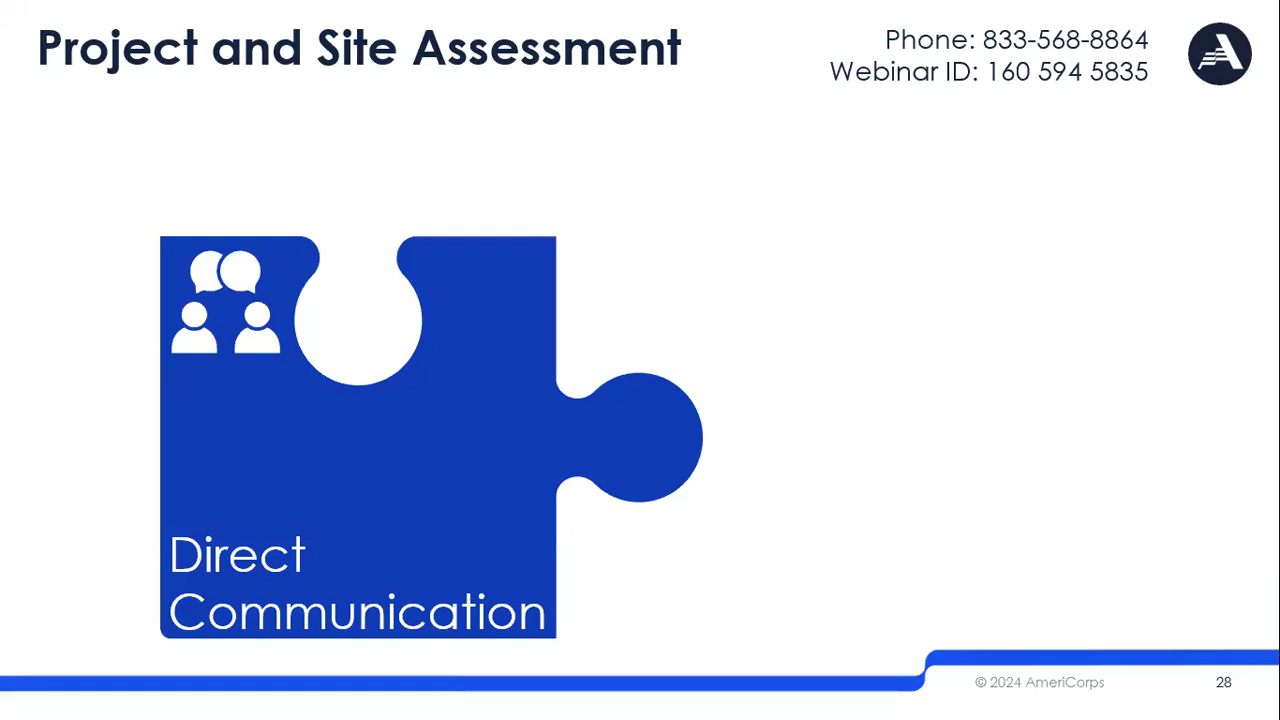 Project and Site Assessment
Phone: 833-568-8864
Webinar ID: 160 594 5835
Direct
Communication
© 2024 AmeriCorps
28